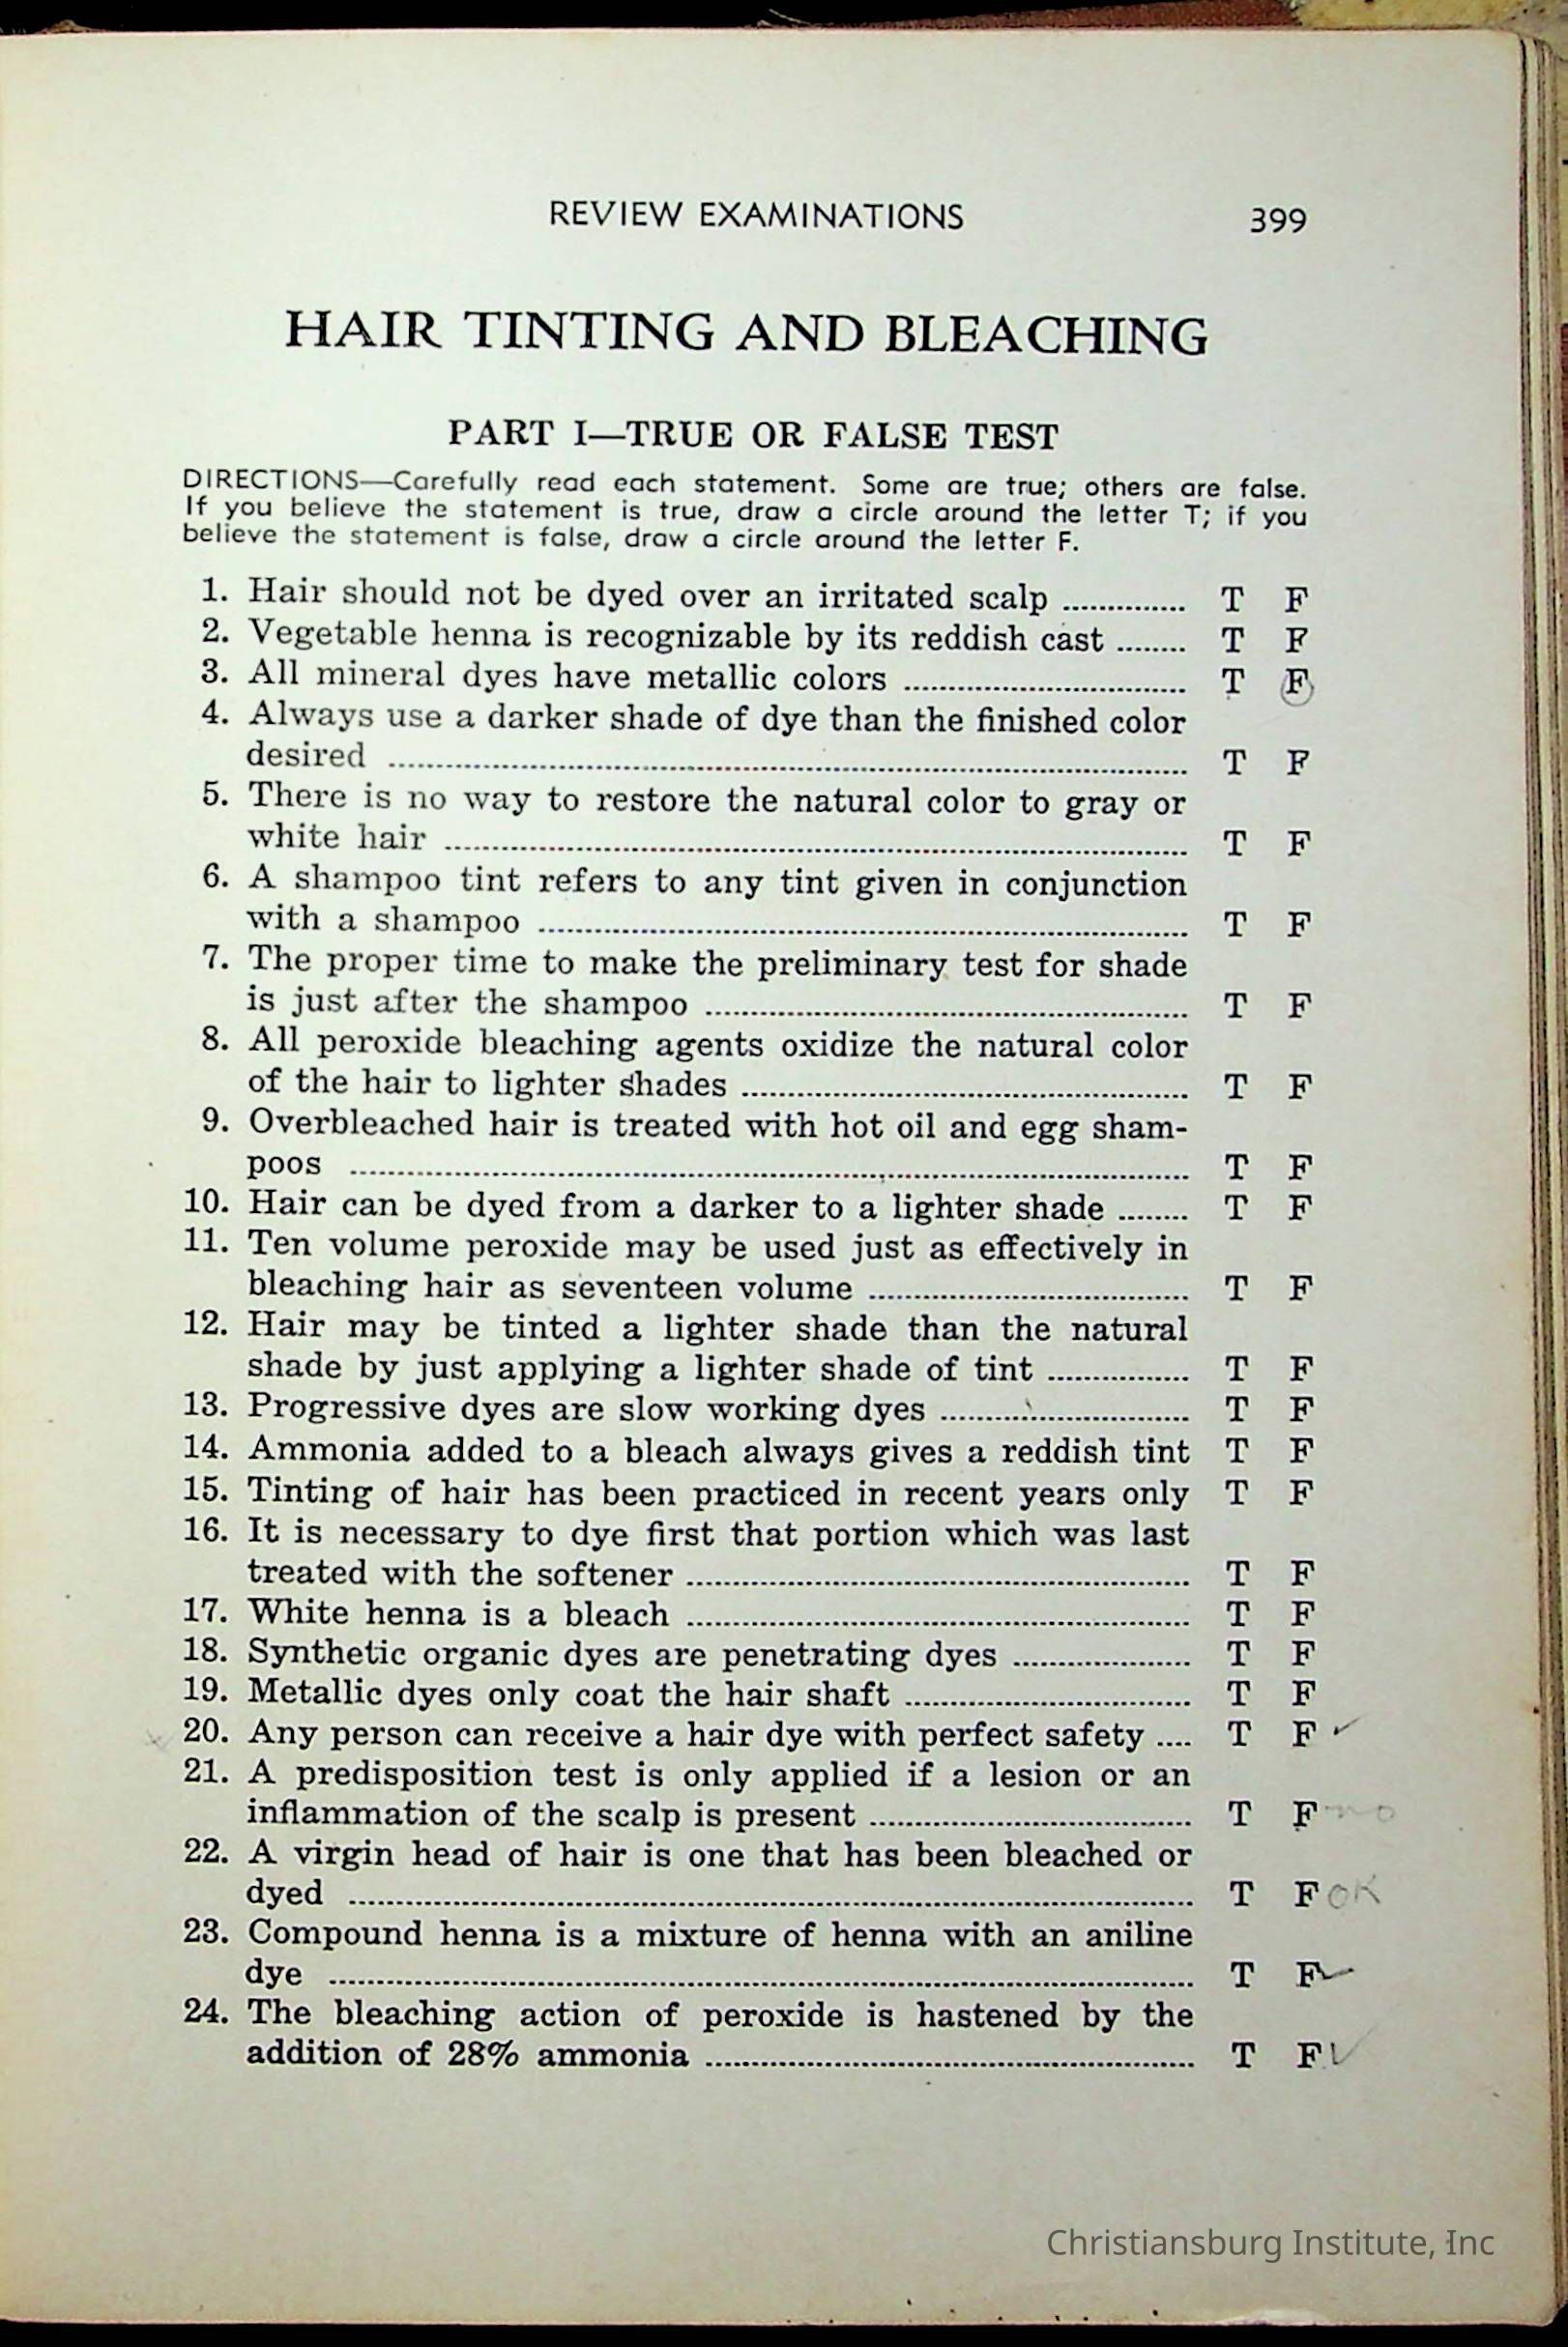 REVIEW EXAMINATIONS 399
HAIR TINTING AND BLEACHING
PART I—TRUE OR FALSE TEST
DIRECTIONS—Carefully read each statement. Some are true; others are false.
If you believe the statement is true, draw a circle around the letter T; if you
believe the statement is false, draw a circle around the letter F.
1. Hair should not be dyed over an irritated scalp .............. T F
2. Vegetable henna is recognizable by its reddish cast ........ T F
3. All mineral dyes have metallic colors ................................ T F
4. Always use a darker shade of dye than the finished color
desired ........................................................................ T F
5. There is no way to restore the natural color to gray or
white hair ........................................................................ T F
6. A shampoo tint refers to any tint given in conjunction
with a shampoo ................................................................ T F
7. The proper time to make the preliminary test for shade
is just after the shampoo ................................................ T F
8. All peroxide bleaching agents oxidize the natural color
of the hair to lighter shades ............................................ T F
9. Overbleached hair is treated with hot oil and egg sham-
poos ........................................................................ T F
10. Hair can be dyed from a darker to a lighter shade ........ T F
11. Ten volume peroxide may be used just as effectively in
bleaching hair as seventeen volume ................................ T F
12. Hair may be tinted a lighter shade than the natural
shade by just applying a lighter shade of tint ................ T F
13. Progressive dyes are slow working dyes ............................ T F
14. Ammonia added to a bleach always gives a reddish tint T F
15. Tinting of hair has been practiced in recent years only T F
16. It is necessary to dye first that portion which was last
treated with the softener ................................................ T F
17. White henna is a bleach ................................................ T F
18. Synthetic organic dyes are penetrating dyes .................... T F
19. Metallic dyes only coat the hair shaft ................................ T F
20. Any person can receive a hair dye with perfect safety .... T F ✓
21. A predisposition test is only applied if a lesion or an
inflammation of the scalp is present ................................ T F no
22. A virgin head of hair is one that has been bleached or
dyed ........................................................................ T F OK
23. Compound henna is a mixture of henna with an aniline
dye ........................................................................ T F ✓
24. The bleaching action of peroxide is hastened by the
addition of 28% ammonia ................................................ T F ✓
Christiansburg Institute, Inc